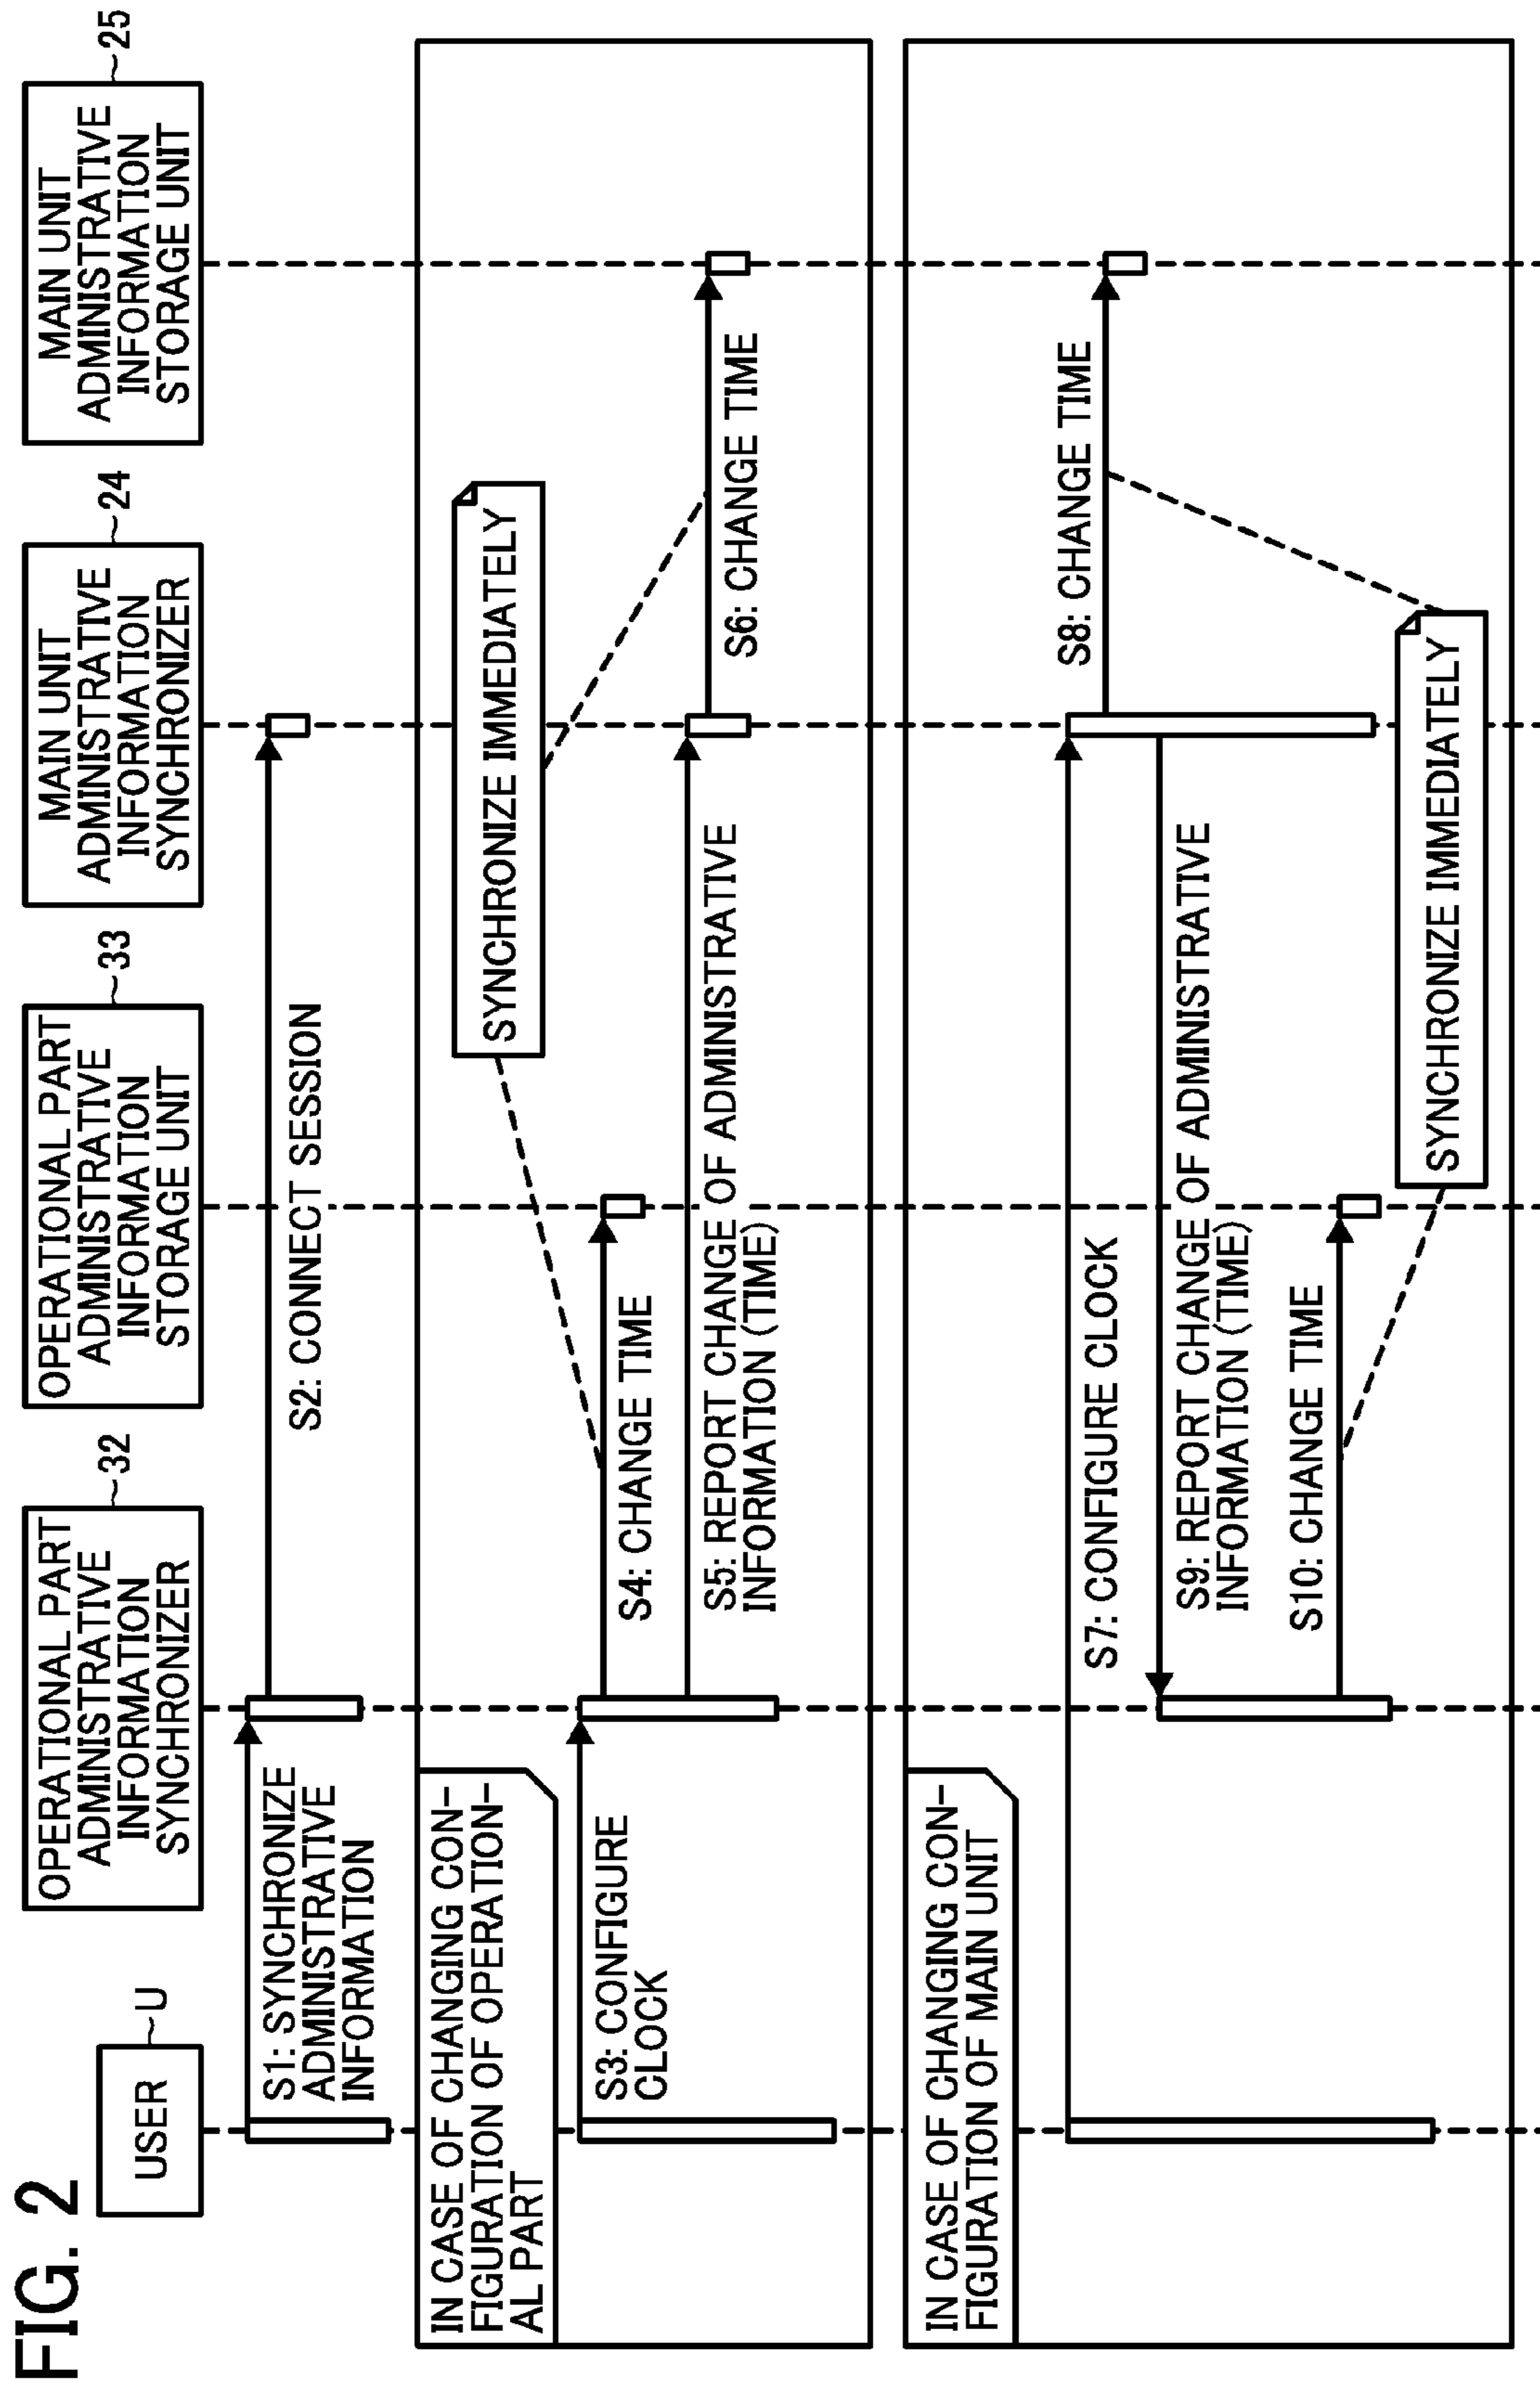 FIG. 2
USER
U
OPERATIONAL PART
ADMINISTRATIVE
INFORMATION
SYNCHRONIZER
32
OPERATIONAL PART
ADMINISTRATIVE
INFORMATION
STORAGE UNIT
33
MAIN UNIT
ADMINISTRATIVE
INFORMATION
SYNCHRONIZER
24
MAIN UNIT
ADMINISTRATIVE
INFORMATION
STORAGE UNIT
25
S1: SYNCHRONIZE
ADMINISTRATIVE
INFORMATION
S2: CONNECT SESSION
IN CASE OF CHANGING CON-
FIGURATION OF OPERATION-
AL PART
SYNCHRONIZE IMMEDIATELY
S3: CONFIGURE
CLOCK
S4: CHANGE TIME
S5: REPORT CHANGE OF ADMINISTRATIVE
INFORMATION (TIME)
S6: CHANGE TIME
IN CASE OF CHANGING CON-
FIGURATION OF MAIN UNIT
S7: CONFIGURE CLOCK
S8: CHANGE TIME
S9: REPORT CHANGE OF ADMINISTRATIVE
INFORMATION (TIME)
S10: CHANGE TIME
SYNCHRONIZE IMMEDIATELY